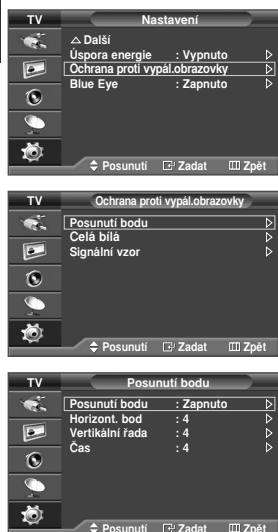 TV Nastavení
△ Další
Úspora energie : Vypnuto
Ochrana proti vypál.obrazovky
Blue Eye : Zapnuto
Posunutí Zadat Zpět
TV Ochrana proti vypál.obrazovky
Posunutí bodu
Celá bílá
Signální vzor
Posunutí Zadat Zpět
TV Posunutí bodu
Posunutí bodu : Zapnuto
Horizont. bod : 4
Vertikální řada : 4
Čas : 4
Posunutí Zadat Zpět